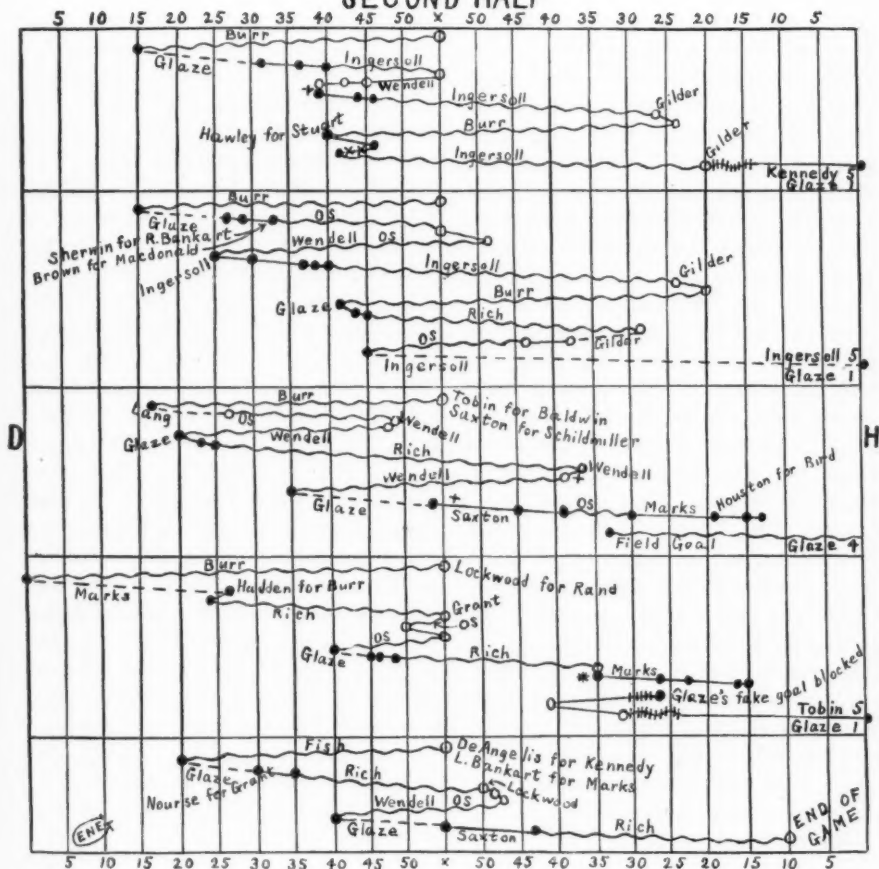 SECOND HALF
5 10 15 20 25 30 35 40 45 50 X 50 45 40 35 30 25 20 15 10 5
Burr
Glaze
Ingersoll
Wendell
+
Ingersoll
Gilder
Hawley for Stuart
Burr
Gilder
Ingersoll
Kennedy 5
Glaze 1
Burr
Glaze
OS
Sherwin for R. Bankart
Brown for Macdonald
Wendell OS
Ingersoll
Ingersoll
Gilder
Burr
Glaze
Rich
OS
Gilder
Ingersoll
Ingersoll 5
Glaze 1
D
H
Burr
Tobin for Baldwin
Saxton for Schildmiller
Lang
OS
Wendell
Glaze
Wendell
Rich
Wendell
Wendell
+
Glaze
+
Saxton
OS
Marks
Houston for Bird
Field Goal
Glaze 4
Burr
Lockwood for Rand
Marks
Hadden for Burr
Rich
Grant
OS
OS
Glaze
Rich
Marks
Glaze's fake goal blocked
Tobin 5
Glaze 1
Fish
DeAngelis for Kennedy
L. Bankart for Marks
Glaze
Nourse for Grant
Rich
Lockwood
Wendell OS
Glaze
Saxton
Rich
END OF
GAME
5 10 15 20 25 30 35 40 45 50 X 50 45 40 35 30 25 20 15 10 5